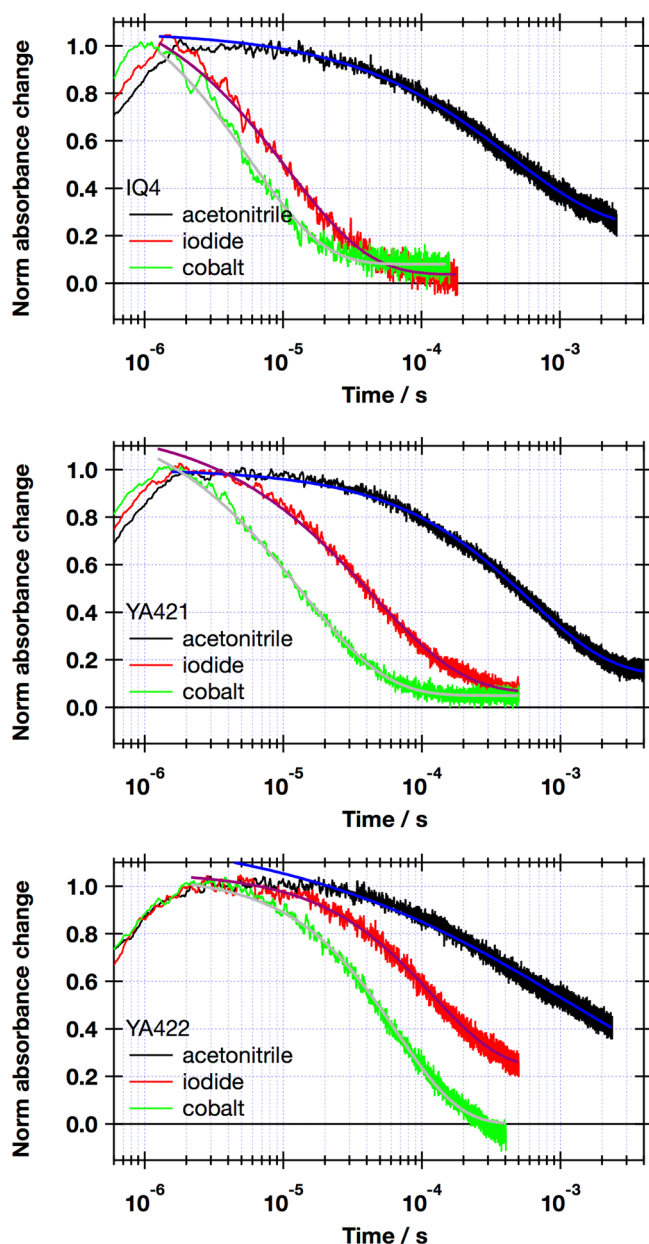 Norm absorbance change
1.0
0.8
0.6
0.4
0.2
0.0
IQ4
acetonitrile
iodide
cobalt
10-6
10-5
10-4
10-3
Time / s
Norm absorbance change
1.0
0.8
0.6
0.4
0.2
0.0
YA421
acetonitrile
iodide
cobalt
10-6
10-5
10-4
10-3
Time / s
Norm absorbance change
1.0
0.8
0.6
0.4
0.2
0.0
YA422
acetonitrile
iodide
cobalt
10-6
10-5
10-4
10-3
Time / s